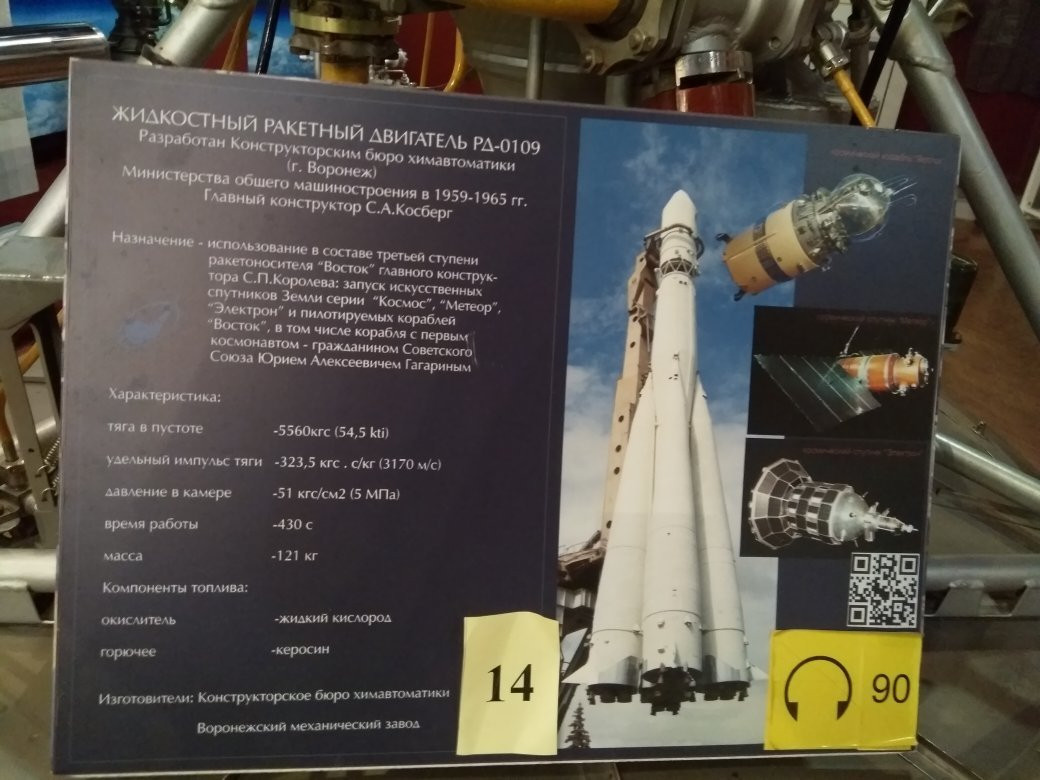 ЖИДКОСТНЫЙ РАКЕТНЫЙ ДВИГАТЕЛЬ РД-0109
Разработан Конструкторским бюро химавтоматики
(г. Воронеж)
Министерства общего машиностроения в 1959-1965 гг.
Главный конструктор С.А.Косберг
Назначение - использование в составе третьей ступени
ракетоносителя "Восток" главного конструк-
тора С.П.Королева: запуск искусственных
спутников Земли серии "Космос", "Метеор",
"Электрон" и пилотируемых кораблей
"Восток", в том числе корабля с первым
космонавтом - гражданином Советского
Союза Юрием Алексеевичем Гагариным
Характеристика:
тяга в пустоте -5560кгс (54,5 kti)
удельный импульс тяги -323,5 кгс . с/кг (3170 м/с)
давление в камере -51 кгс/см2 (5 МПа)
время работы -430 с
масса -121 кг
Компоненты топлива:
окислитель -жидкий кислород
горючее -керосин
Изготовители: Конструкторское бюро химавтоматики
Воронежский механический завод
14
космический спутник "Электрон"
90